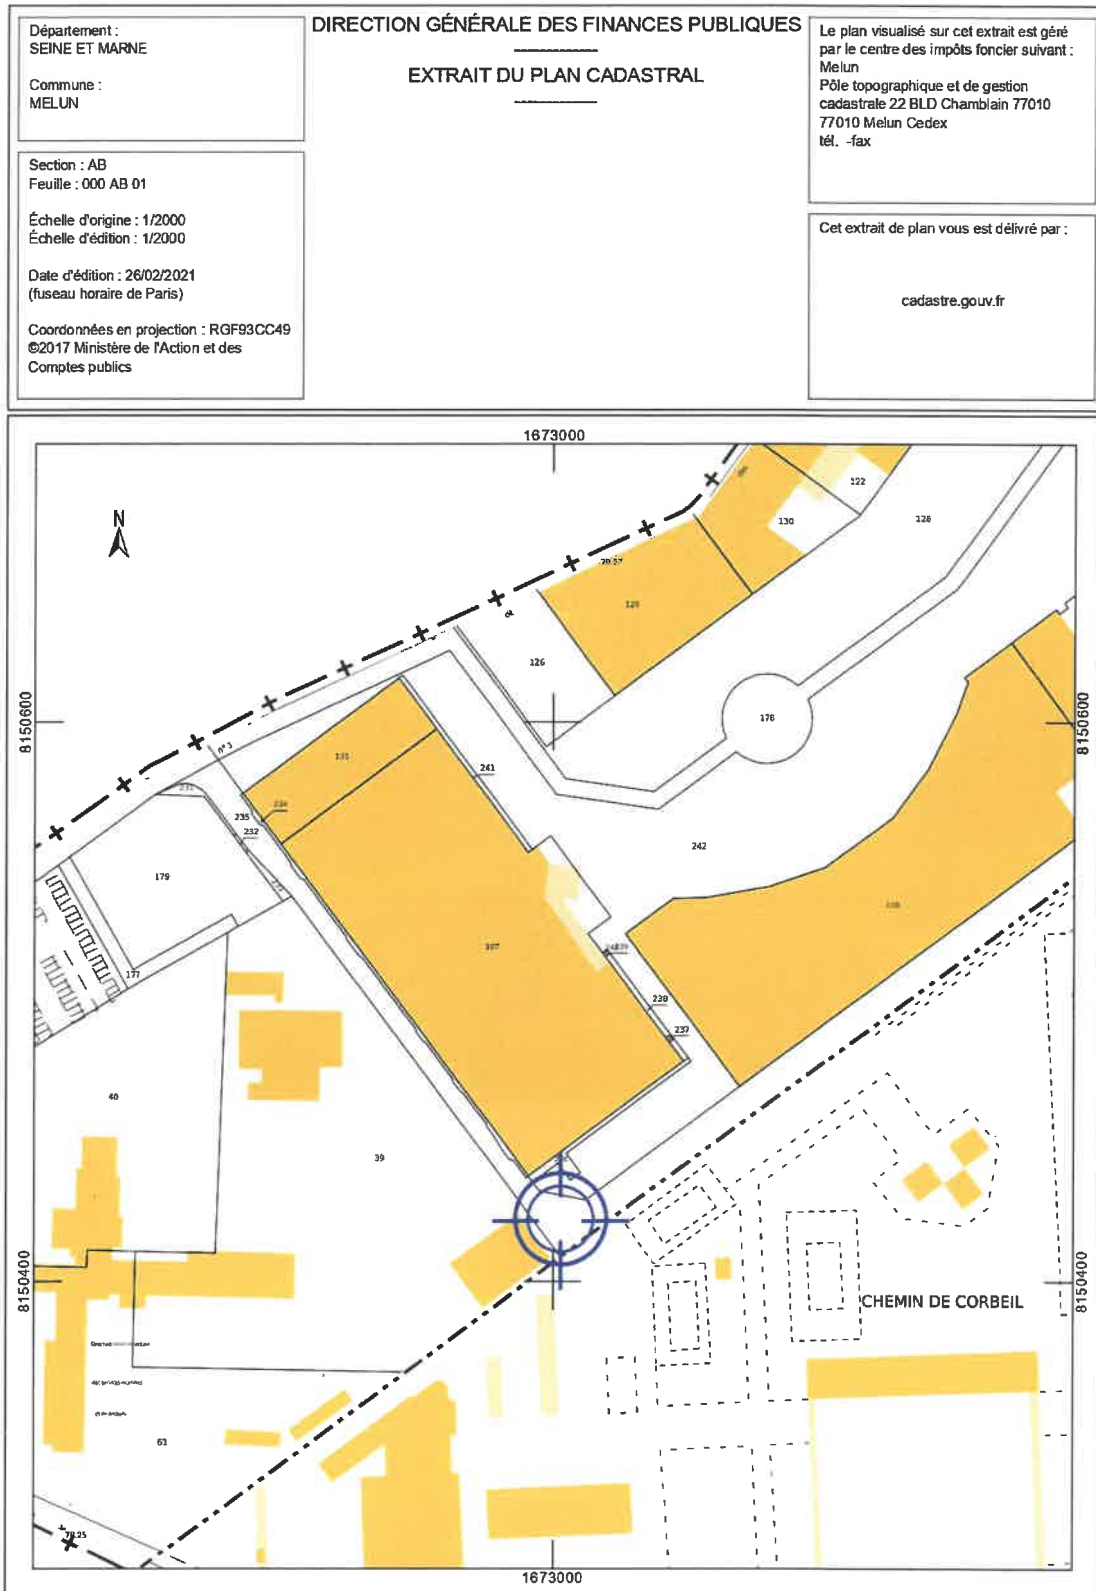 Département :
SEINE ET MARNE
Commune :
MELUN
Section : AB
Feuille : 000 AB 01
Échelle d'origine : 1/2000
Échelle d'édition : 1/2000
Date d'édition : 26/02/2021
(fuseau horaire de Paris)
Coordonnées en projection : RGF93CC49
©2017 Ministère de l'Action et des
Comptes publics
DIRECTION GÉNÉRALE DES FINANCES PUBLIQUES
EXTRAIT DU PLAN CADASTRAL
Le plan visualisé sur cet extrait est géré
par le centre des impôts foncier suivant :
Melun
Pôle topographique et de gestion
cadastrale 22 BLD Chamblain 77010
77010 Melun Cedex
tél. -fax
Cet extrait de plan vous est délivré par :
cadastre.gouv.fr
1673000
N
122
130
128
126
8150600
8150600
178
n° 3
241
235
232
242
179
177
238
237
48
39
8150400
8150400
CHEMIN DE CORBEIL
63
1673000